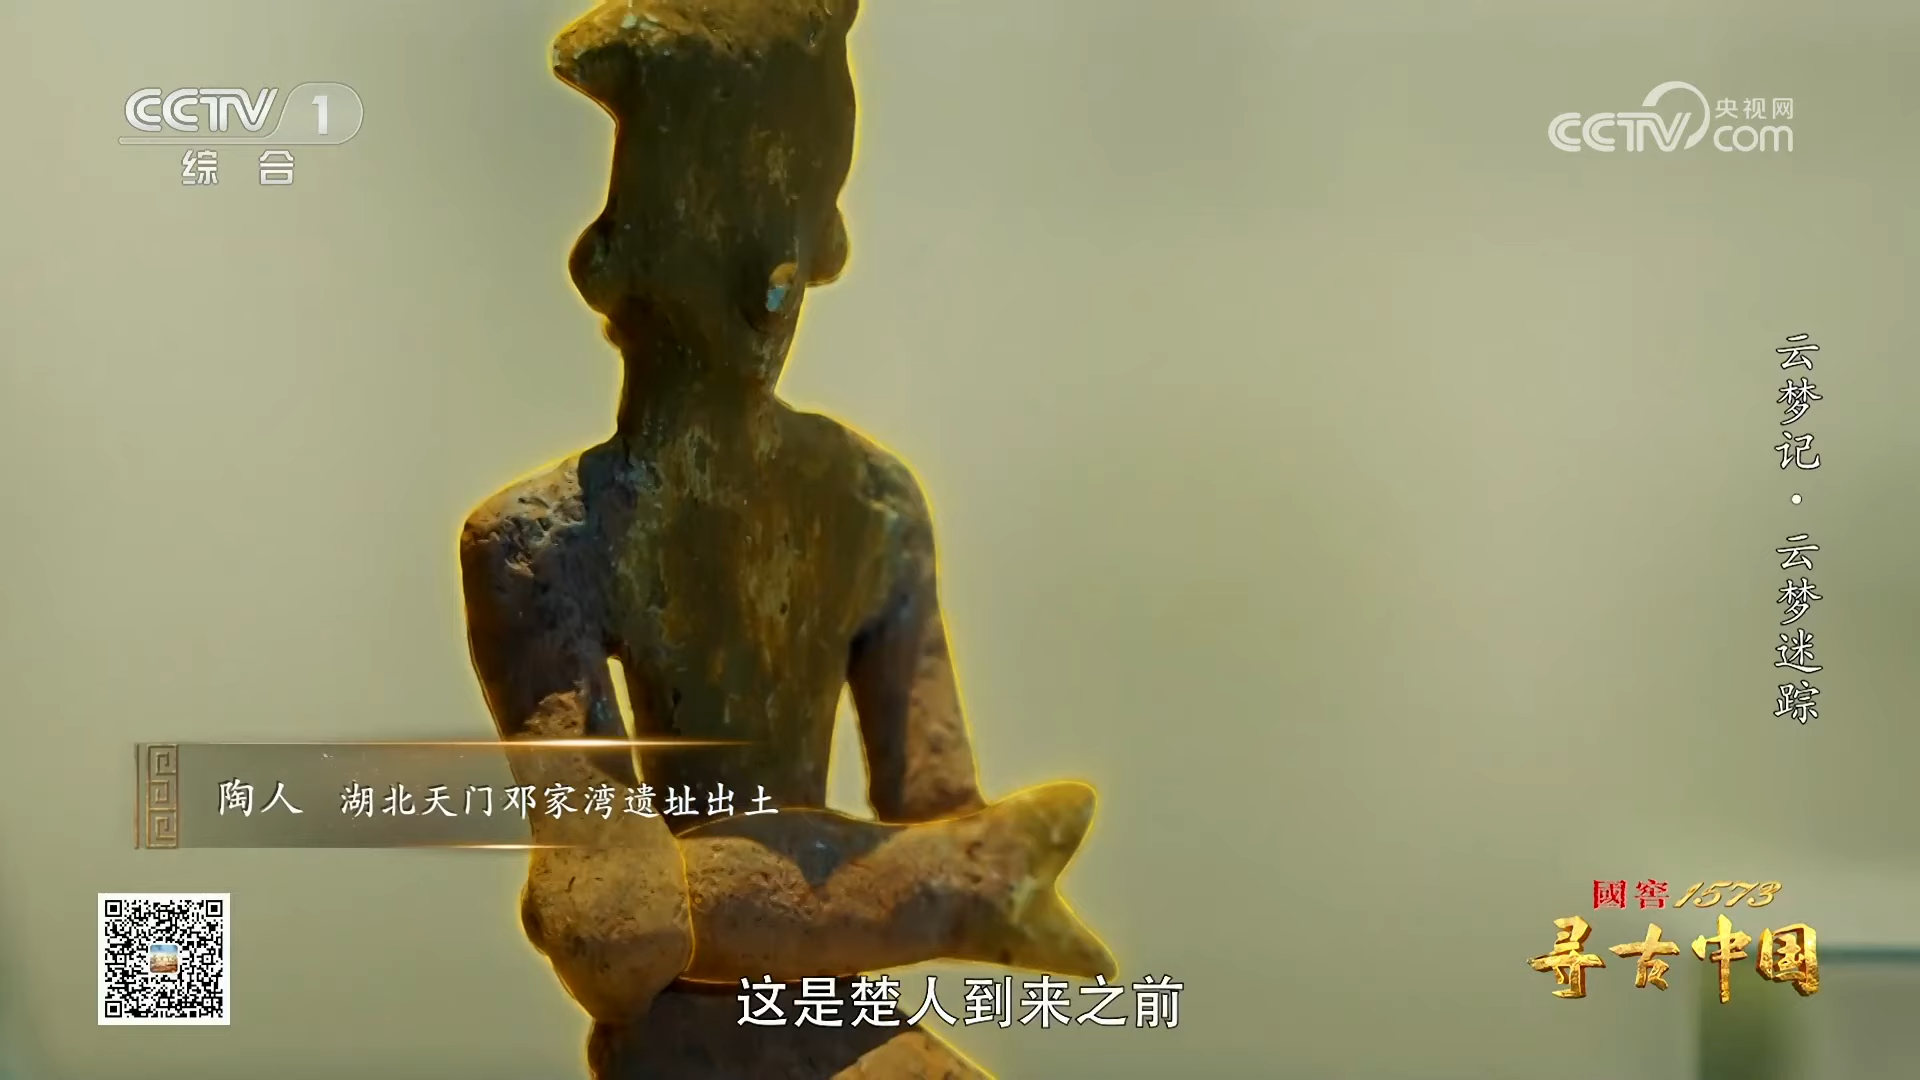 CCTV 1
综合
央视网
CCTV com
云梦记·云梦迷踪
陶人 湖北天门邓家湾遗址出土
國窖1573
寻古中国
这是楚人到来之前